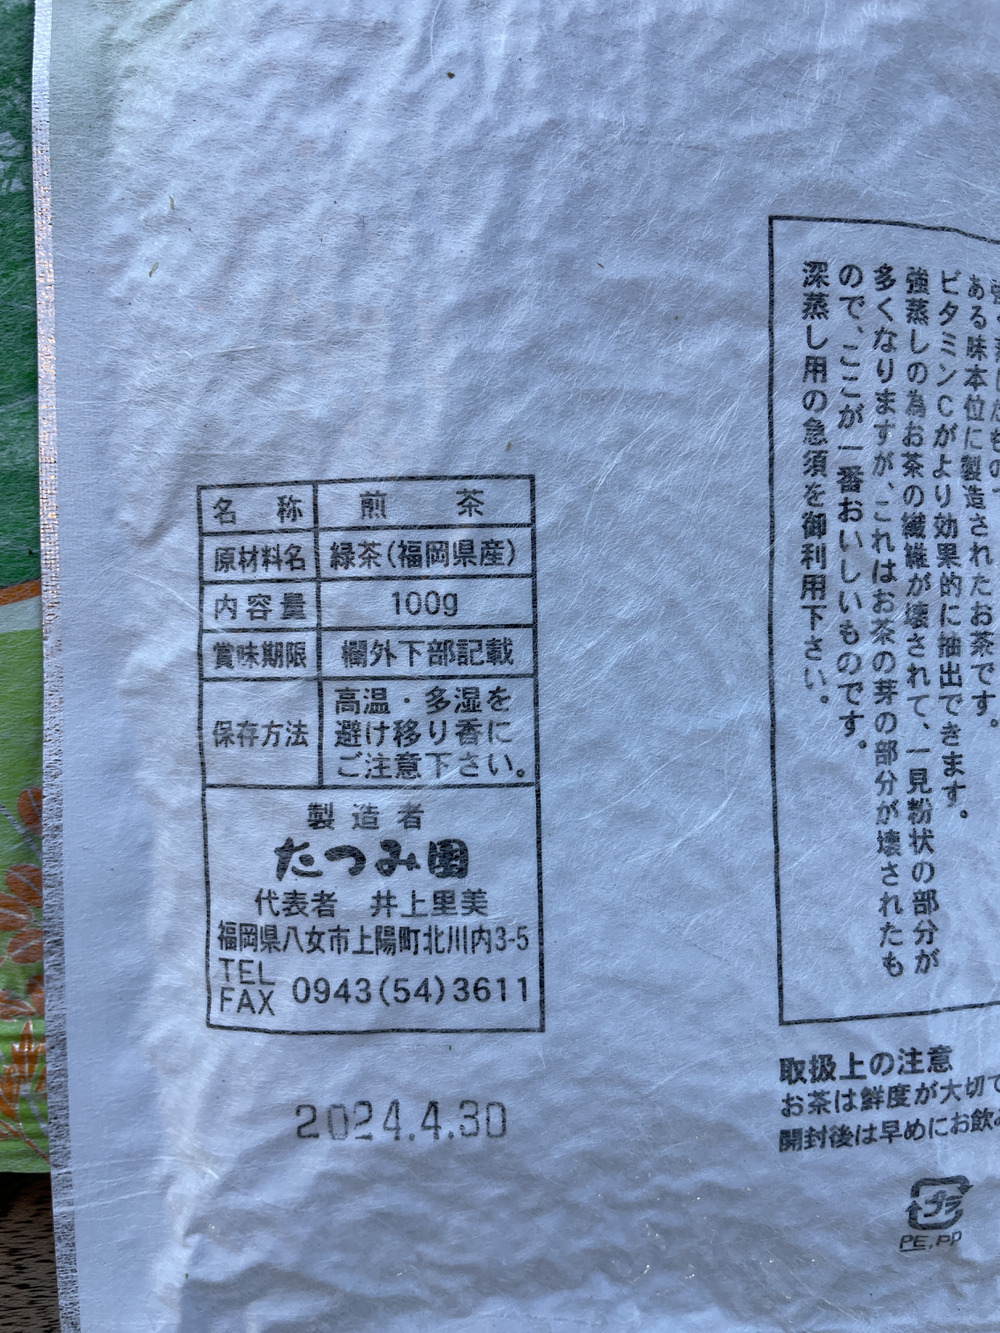 名称 煎茶
原材料名 緑茶(福岡県産)
内容量 100g
賞味期限 欄外下部記載
保存方法 高温・多湿を
避け移り香に
ご注意下さい。
製造者
たつみ園
代表者 井上里美
福岡県八女市上陽町北川内3-5
TEL
FAX 0943(54)3611
2024.4.30
ある味本位に製造されたお茶です。
ビタミンCがより効果的に抽出できます。
強蒸しの為お茶の繊維が壊されて、一見粉状の部分が
多くなりますが、これはお茶の芽の部分が壊されたも
ので、ここが一番おいしいものです。
深蒸し用の急須を御利用下さい。
取扱上の注意
お茶は鮮度が大切で
開封後は早めにお飲み
プラ
PE,PP